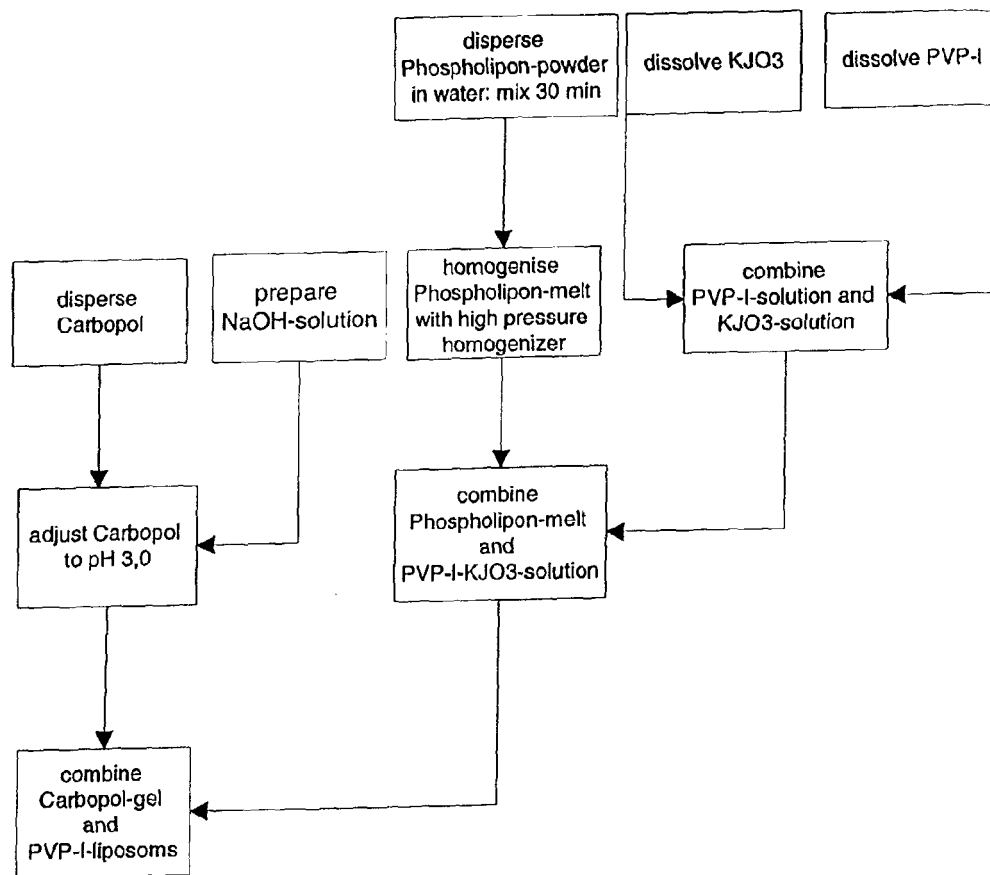 disperse
Phospholipon-powder
in water: mix 30 min
dissolve KJO3
dissolve PVP-I
disperse
Carbopol
prepare
NaOH-solution
homogenise
Phospholipon-melt
with high pressure
homogenizer
combine
PVP-I-solution and
KJO3-solution
adjust Carbopol
to pH 3,0
combine
Phospholipon-melt
and
PVP-I-KJO3-solution
combine
Carbopol-gel
and
PVP-I-liposoms